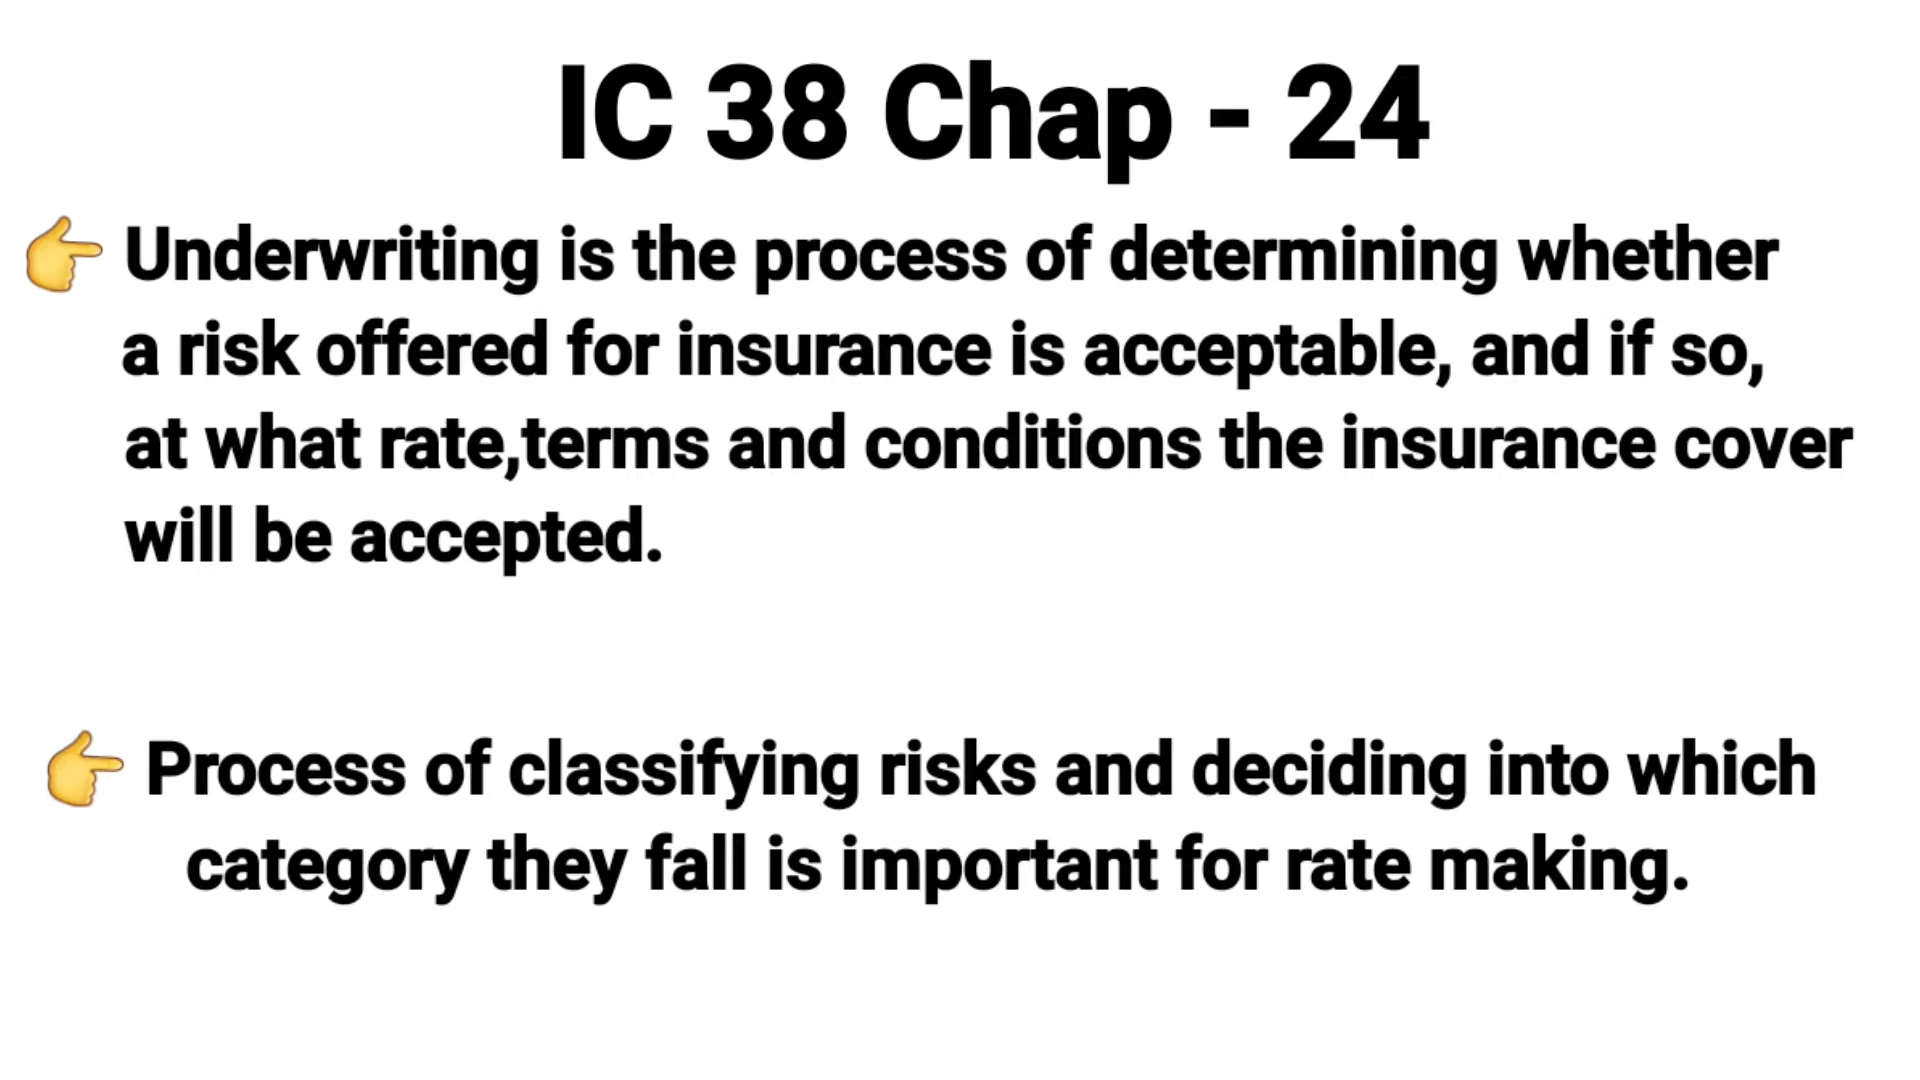 IC 38 Chap - 24
👉 Underwriting is the process of determining whether
a risk offered for insurance is acceptable, and if so,
at what rate,terms and conditions the insurance cover
will be accepted.
👉 Process of classifying risks and deciding into which
category they fall is important for rate making.